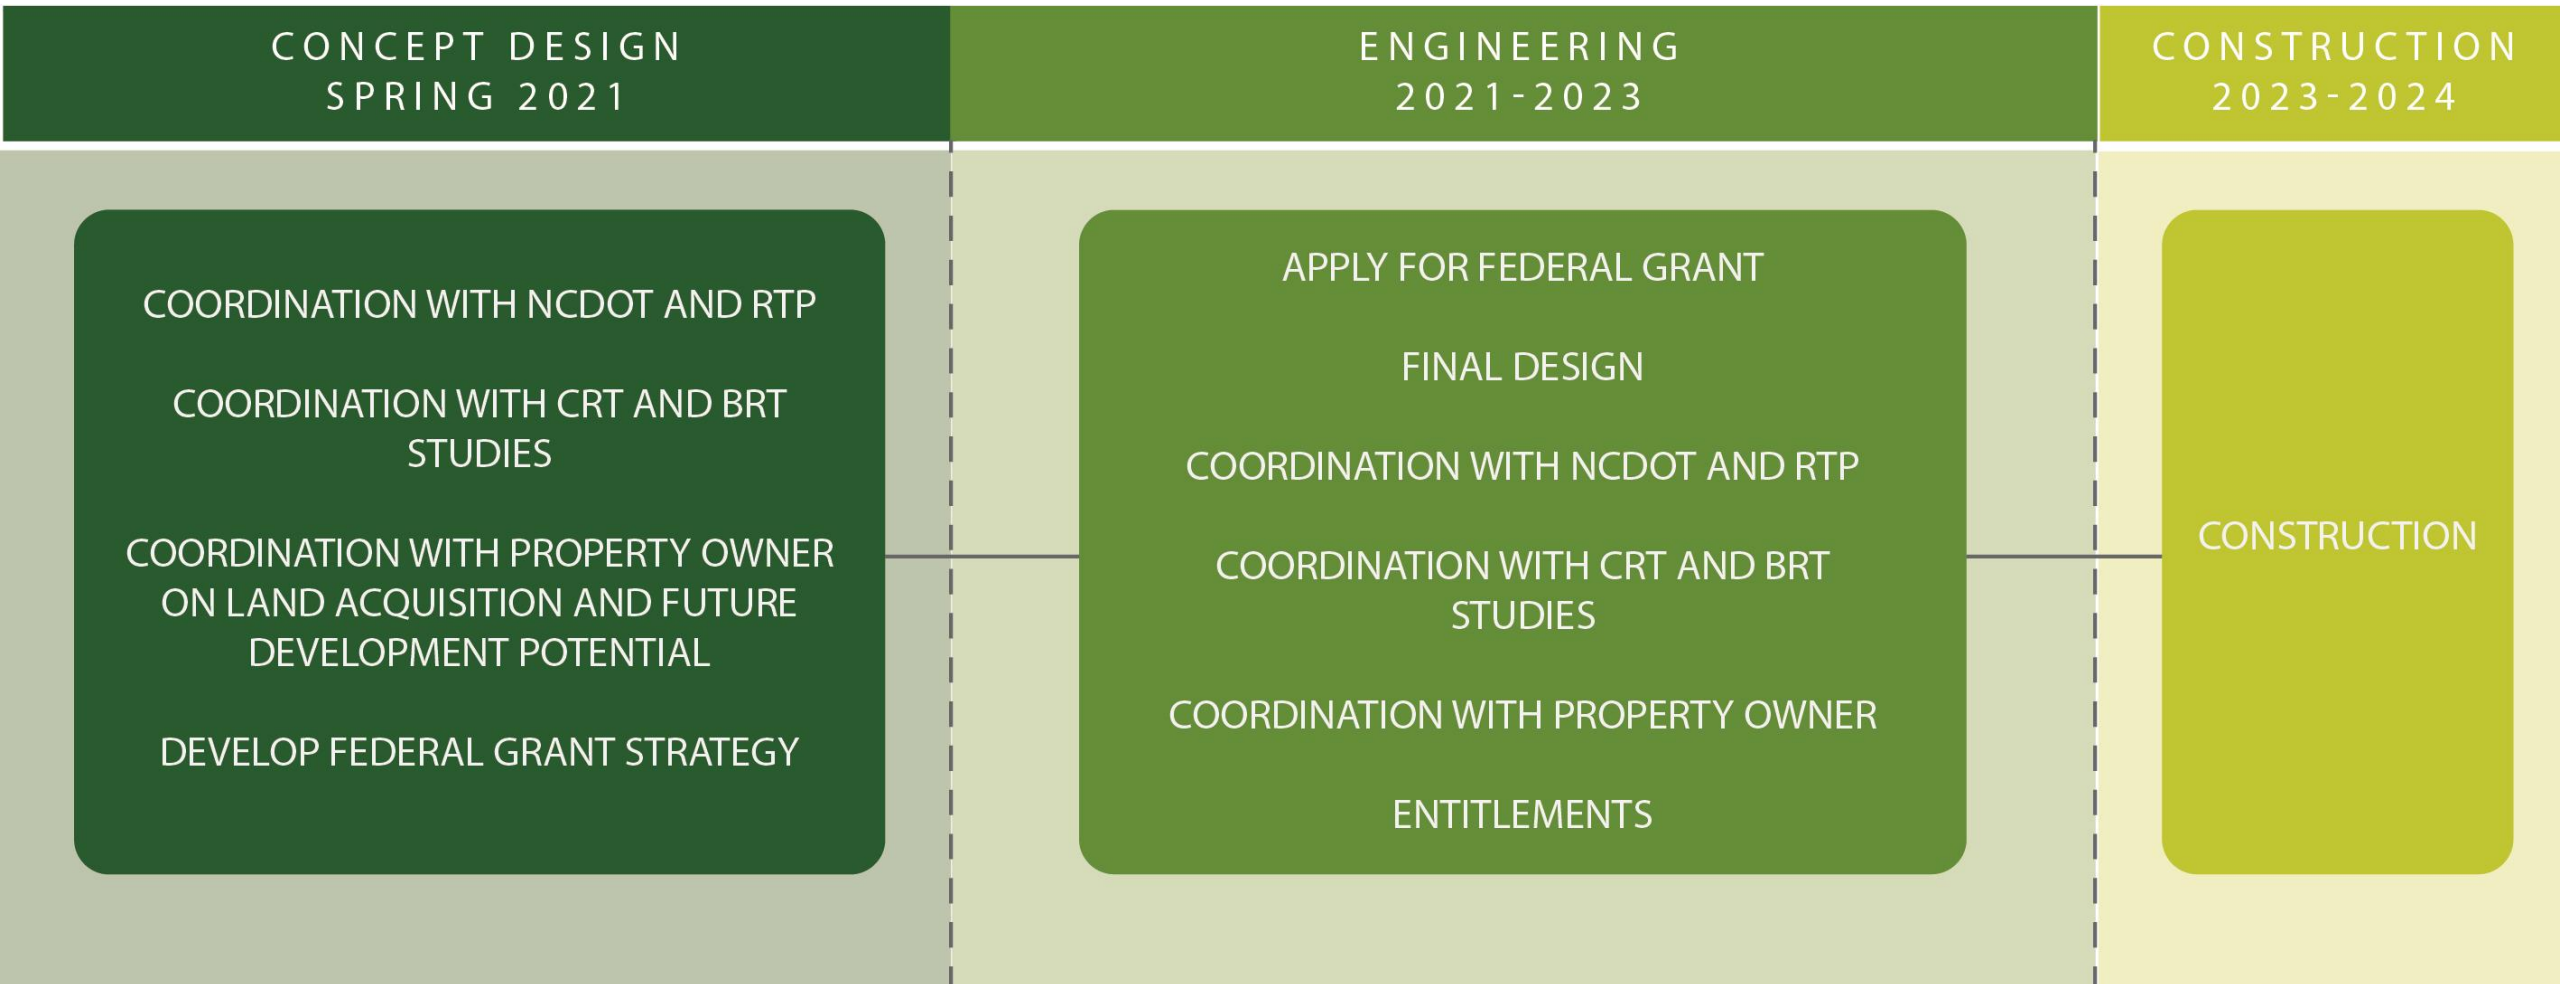 CONCEPT DESIGN
SPRING 2021
ENGINEERING
2021-2023
CONSTRUCTION
2023-2024
COORDINATION WITH NCDOT AND RTP
COORDINATION WITH CRT AND BRT
STUDIES
COORDINATION WITH PROPERTY OWNER
ON LAND ACQUISITION AND FUTURE
DEVELOPMENT POTENTIAL
DEVELOP FEDERAL GRANT STRATEGY
APPLY FOR FEDERAL GRANT
FINAL DESIGN
COORDINATION WITH NCDOT AND RTP
COORDINATION WITH CRT AND BRT
STUDIES
COORDINATION WITH PROPERTY OWNER
ENTITLEMENTS
CONSTRUCTION